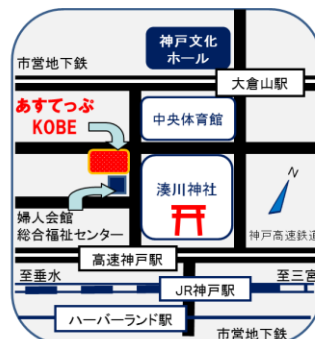 神戸文化
ホール
市営地下鉄
大倉山駅
あすてっぷ
KOBE
中央体育館
湊川神社
N
婦人会館
総合福祉センター
神戸高速鉄道
高速神戸駅
至垂水
至三宮
JR神戸駅
ハーバーランド駅
市営地下鉄